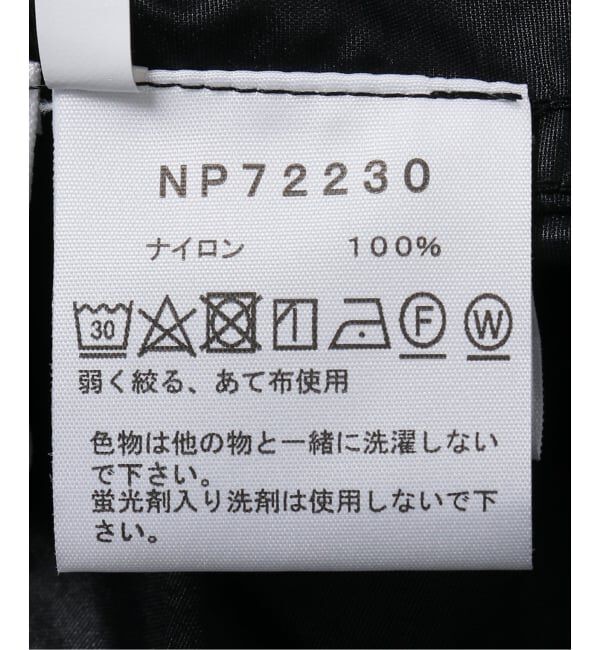 NP72230
ナイロン 100%
30 F W
弱く絞る、あて布使用
色物は他の物と一緒に洗濯しない
で下さい。
蛍光剤入り洗剤は使用しないで下
さい。